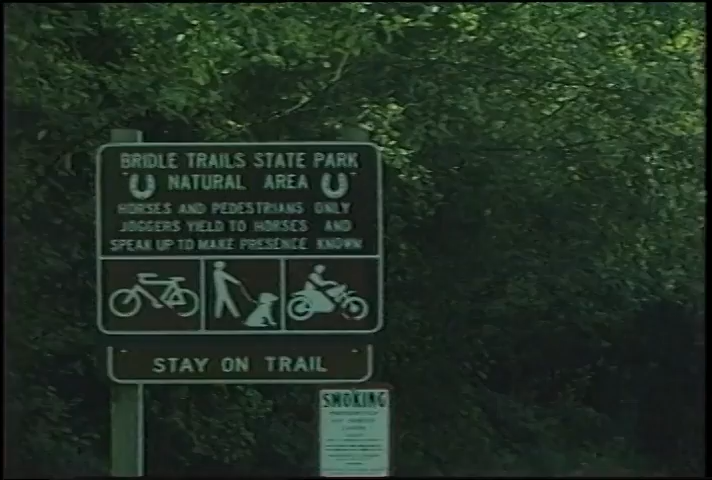 BRIDLE TRAILS STATE PARK
NATURAL AREA
HORSES AND PEDESTRIANS ONLY
JOGGERS YIELD TO HORSES AND
SPEAK UP TO MAKE PRESENCE KNOWN
STAY ON TRAIL
SMOKING